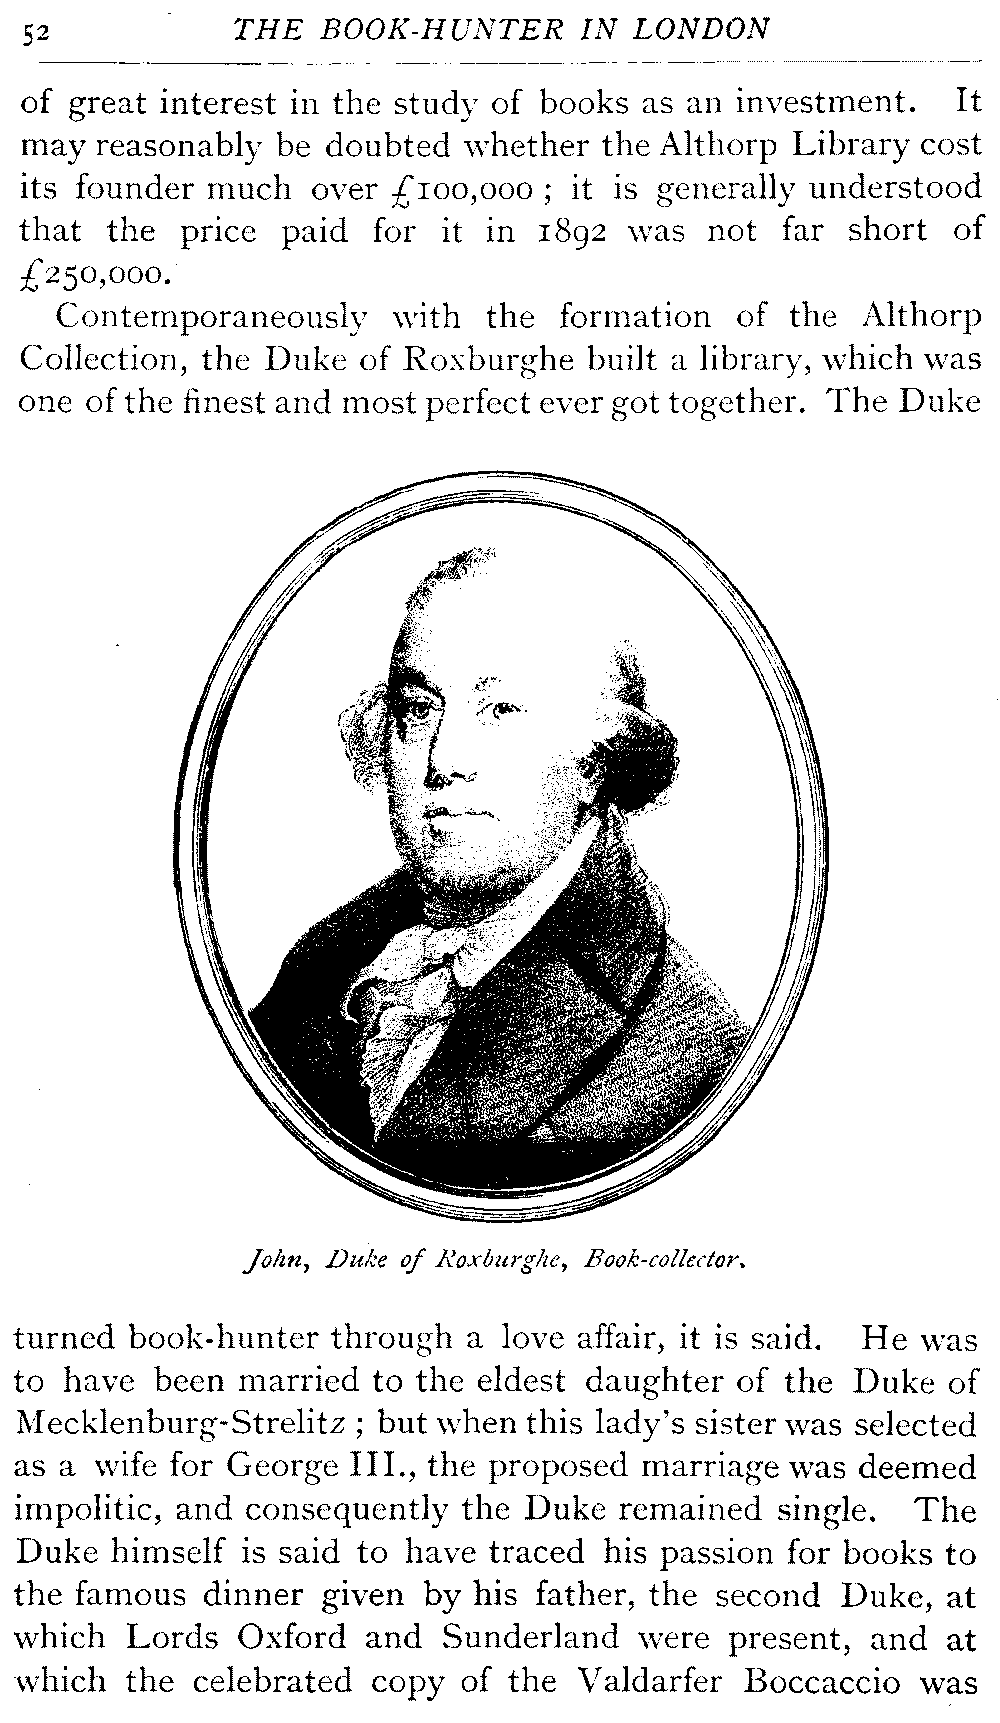 52 THE BOOK-HUNTER IN LONDON
of great interest in the study of books as an investment. It
may reasonably be doubted whether the Althorp Library cost
its founder much over £100,000 ; it is generally understood
that the price paid for it in 1892 was not far short of
£250,000.
Contemporaneously with the formation of the Althorp
Collection, the Duke of Roxburghe built a library, which was
one of the finest and most perfect ever got together. The Duke
John, Duke of Roxburghe, Book-collector.
turned book-hunter through a love affair, it is said. He was
to have been married to the eldest daughter of the Duke of
Mecklenburg-Strelitz ; but when this lady's sister was selected
as a wife for George III., the proposed marriage was deemed
impolitic, and consequently the Duke remained single. The
Duke himself is said to have traced his passion for books to
the famous dinner given by his father, the second Duke, at
which Lords Oxford and Sunderland were present, and at
which the celebrated copy of the Valdarfer Boccaccio was